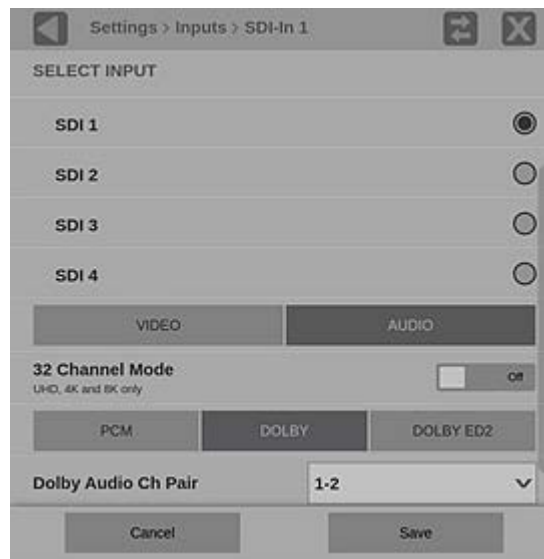 Settings > Inputs > SDI-In 1
SELECT INPUT
SDI 1
SDI 2
SDI 3
SDI 4
VIDEO AUDIO
32 Channel Mode Off
UHD, 4K and 8K only
PCM DOLBY DOLBY ED2
Dolby Audio Ch Pair 1-2
Cancel Save